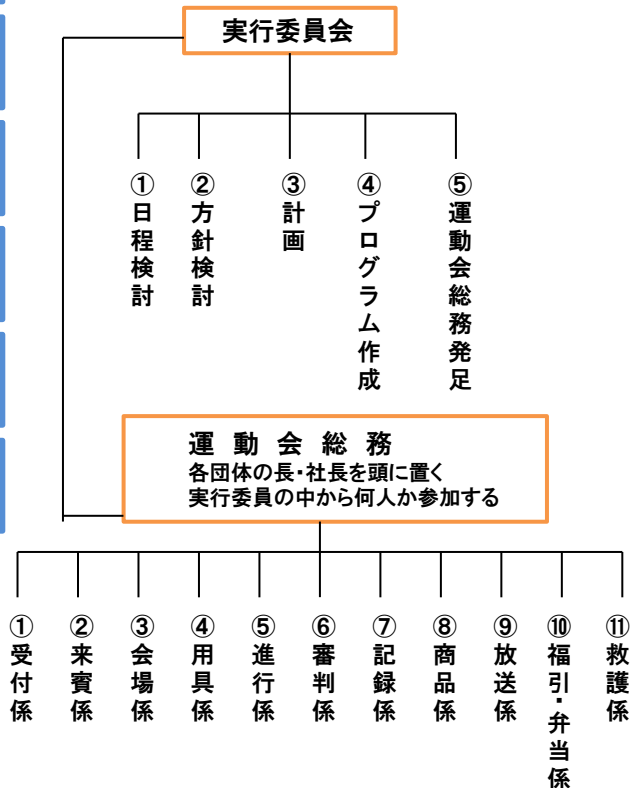 実行委員会
①日程検討
②方針検討
③計画
④プログラム作成
⑤運動会総務発足
運動会総務
各団体の長・社長を頭に置く
実行委員の中から何人か参加する
①受付係
②来賓係
③会場係
④用具係
⑤進行係
⑥審判係
⑦記録係
⑧商品係
⑨放送係
⑩福引・弁当係
⑪救護係